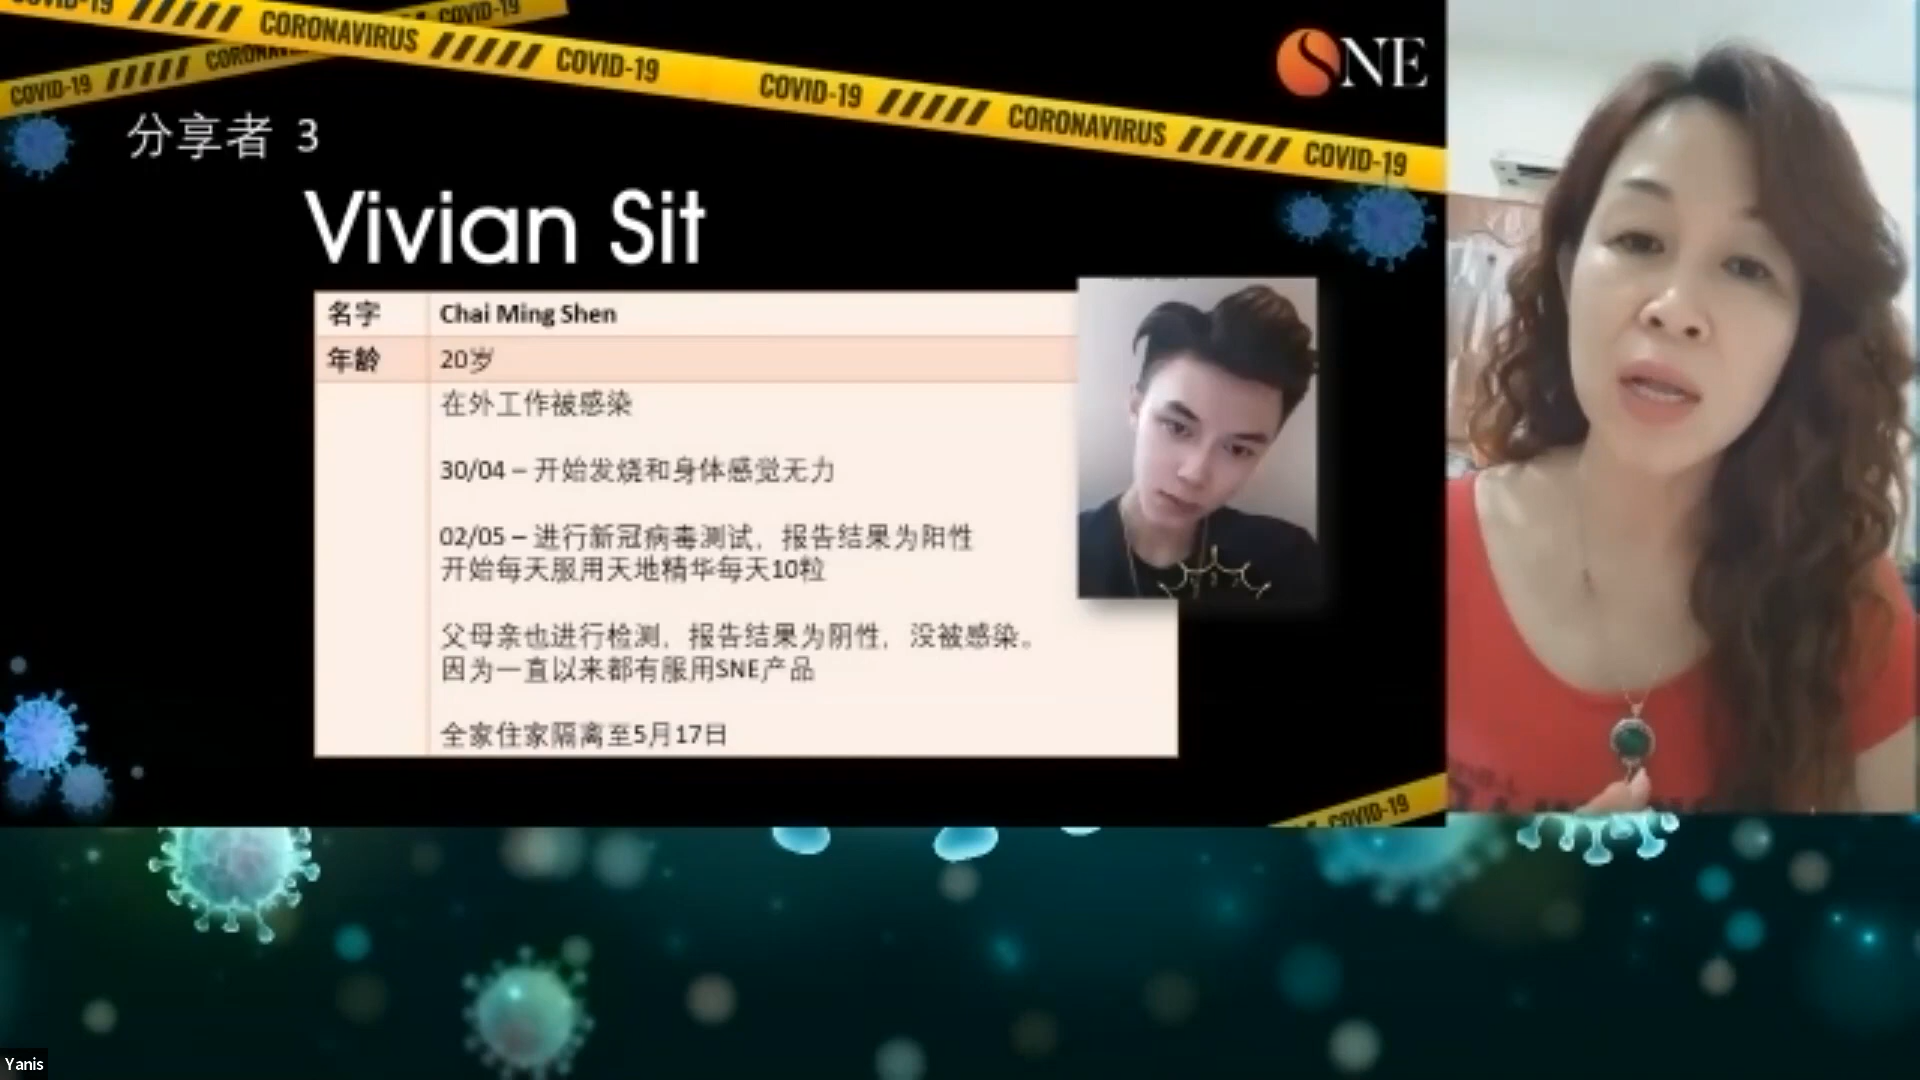 COVID-19 CORONAVIRUS COVID-19 COVID-19 CORONAVIRUS COVID-19
COVID-19 CORONAVIRUS COVID-19
SNE
分享者 3
Vivian Sit
名字 Chai Ming Shen
年龄 20岁
在外工作被感染
30/04 – 开始发烧和身体感觉无力
02/05 – 进行新冠病毒测试，报告结果为阳性
开始每天服用天地精华每天10粒
父母亲也进行检测，报告结果为阴性，没被感染。
因为一直以来都有服用SNE产品
全家住家隔离至5月17日
COVID-19
Yanis